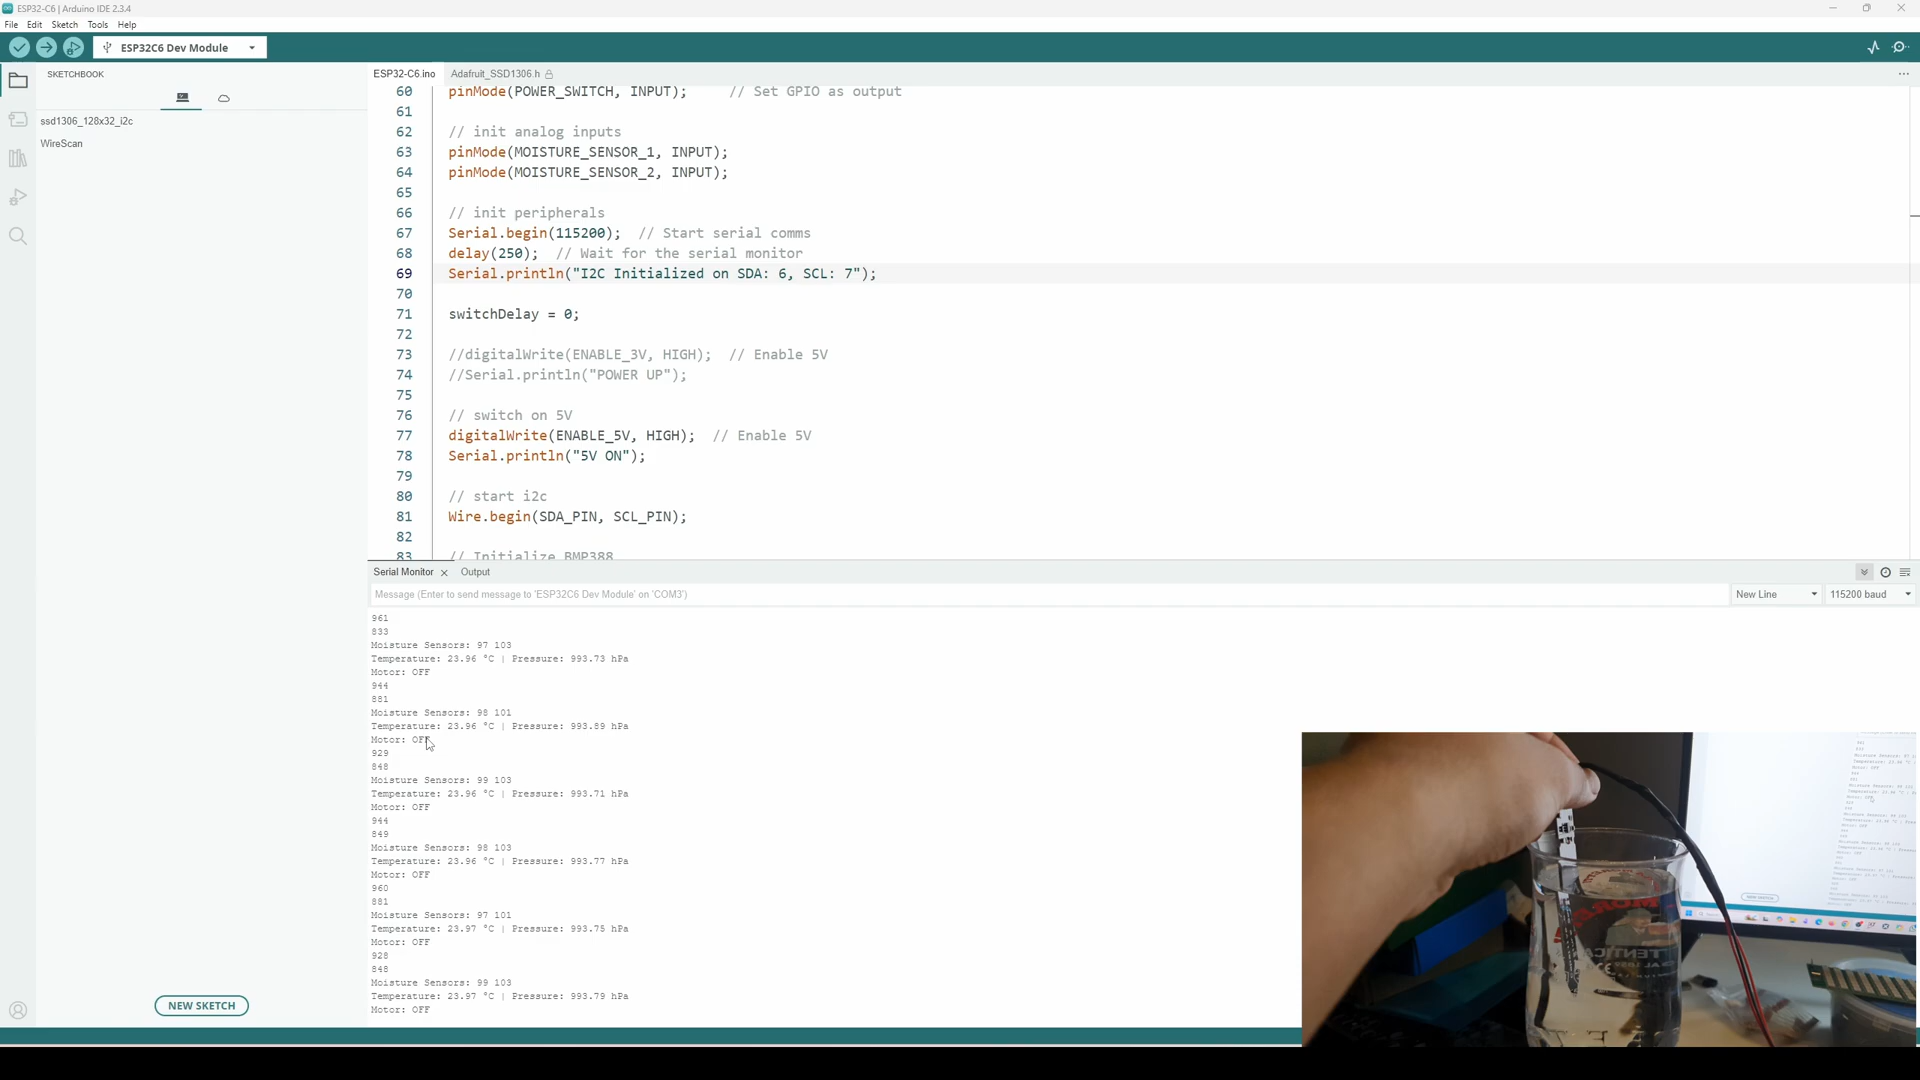 ESP32-C6 | Arduino IDE 2.3.4
File Edit Sketch Tools Help
ESP32C6 Dev Module
SKETCHBOOK
ssd1306_128x32_i2c
WireScan
NEW SKETCH
ESP32-C6.ino Adafruit_SSD1306.h
60 pinMode(POWER_SWITCH, INPUT); // Set GPIO as output
61
62 // init analog inputs
63 pinMode(MOISTURE_SENSOR_1, INPUT);
64 pinMode(MOISTURE_SENSOR_2, INPUT);
65
66 // init peripherals
67 Serial.begin(115200); // Start serial comms
68 delay(250); // Wait for the serial monitor
69 Serial.println("I2C Initialized on SDA: 6, SCL: 7");
70
71 switchDelay = 0;
72
73 //digitalWrite(ENABLE_3V, HIGH); // Enable 5V
74 //Serial.println("POWER UP");
75
76 // switch on 5V
77 digitalWrite(ENABLE_5V, HIGH); // Enable 5V
78 Serial.println("5V ON");
79
80 // start i2c
81 Wire.begin(SDA_PIN, SCL_PIN);
82
83 // Initialize BMP388
Serial Monitor Output
Message (Enter to send message to 'ESP32C6 Dev Module' on 'COM3')
New Line 115200 baud
961
833
Moisture Sensors: 97 103
Temperature: 23.96 °C | Pressure: 993.73 hPa
Motor: OFF
944
881
Moisture Sensors: 98 101
Temperature: 23.96 °C | Pressure: 993.89 hPa
Motor: OFF
929
848
Moisture Sensors: 99 103
Temperature: 23.96 °C | Pressure: 993.71 hPa
Motor: OFF
944
849
Moisture Sensors: 98 103
Temperature: 23.96 °C | Pressure: 993.77 hPa
Motor: OFF
960
881
Moisture Sensors: 97 101
Temperature: 23.97 °C | Pressure: 993.75 hPa
Motor: OFF
928
848
Moisture Sensors: 99 103
Temperature: 23.97 °C | Pressure: 993.79 hPa
Motor: OFF